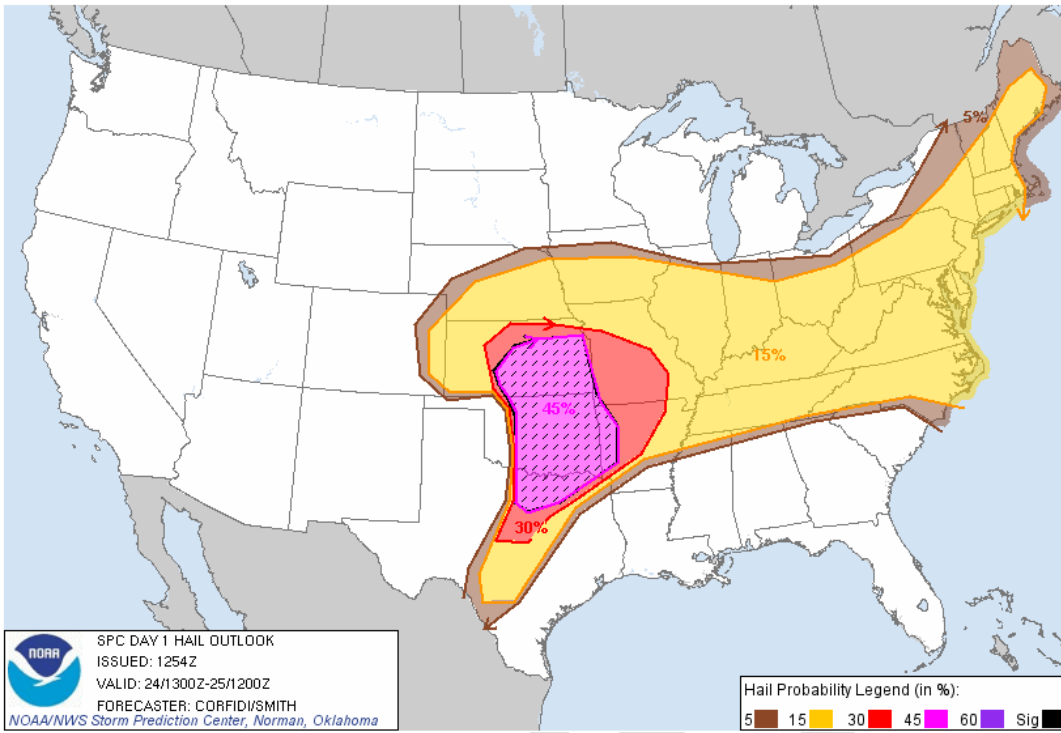 5%
15%
45%
30%
NOAA
SPC DAY 1 HAIL OUTLOOK
ISSUED: 1254Z
VALID: 24/1300Z-25/1200Z
FORECASTER: CORFIDI/SMITH
NOAA/NWS Storm Prediction Center, Norman, Oklahoma
Hail Probability Legend (in %):
5 15 30 45 60 Sig